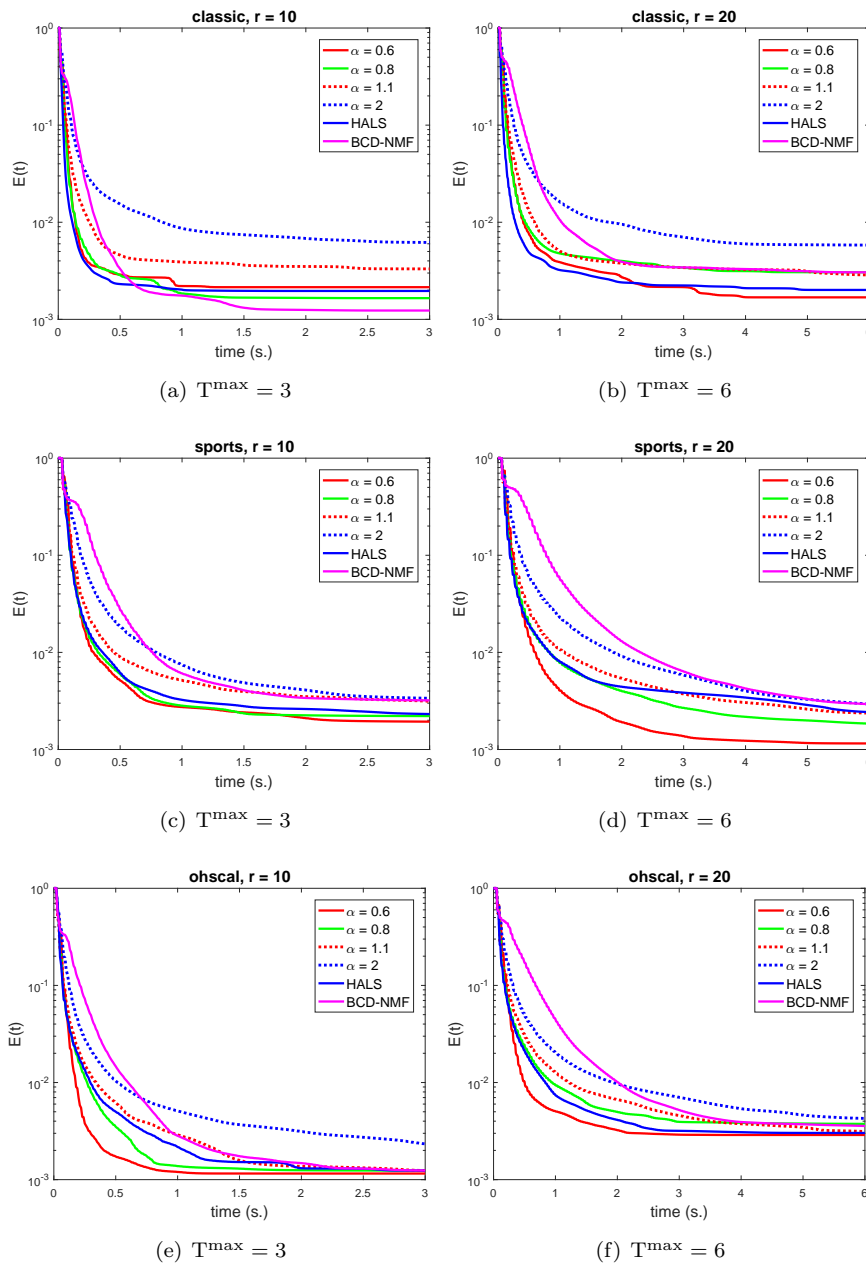 classic, r = 10
10^0
10^-1
10^-2
10^-3
E(t)
α = 0.6
α = 0.8
α = 1.1
α = 2
HALS
BCD-NMF
0 0.5 1 1.5 2 2.5 3
time (s.)
(a) T^max = 3
classic, r = 20
10^0
10^-1
10^-2
10^-3
E(t)
α = 0.6
α = 0.8
α = 1.1
α = 2
HALS
BCD-NMF
0 1 2 3 4 5 6
time (s.)
(b) T^max = 6
sports, r = 10
10^0
10^-1
10^-2
10^-3
E(t)
α = 0.6
α = 0.8
α = 1.1
α = 2
HALS
BCD-NMF
0 0.5 1 1.5 2 2.5 3
time (s.)
(c) T^max = 3
sports, r = 20
10^0
10^-1
10^-2
10^-3
E(t)
α = 0.6
α = 0.8
α = 1.1
α = 2
HALS
BCD-NMF
0 1 2 3 4 5 6
time (s.)
(d) T^max = 6
ohscal, r = 10
10^0
10^-1
10^-2
10^-3
E(t)
α = 0.6
α = 0.8
α = 1.1
α = 2
HALS
BCD-NMF
0 0.5 1 1.5 2 2.5 3
time (s.)
(e) T^max = 3
ohscal, r = 20
10^0
10^-1
10^-2
10^-3
E(t)
α = 0.6
α = 0.8
α = 1.1
α = 2
HALS
BCD-NMF
0 1 2 3 4 5 6
time (s.)
(f) T^max = 6